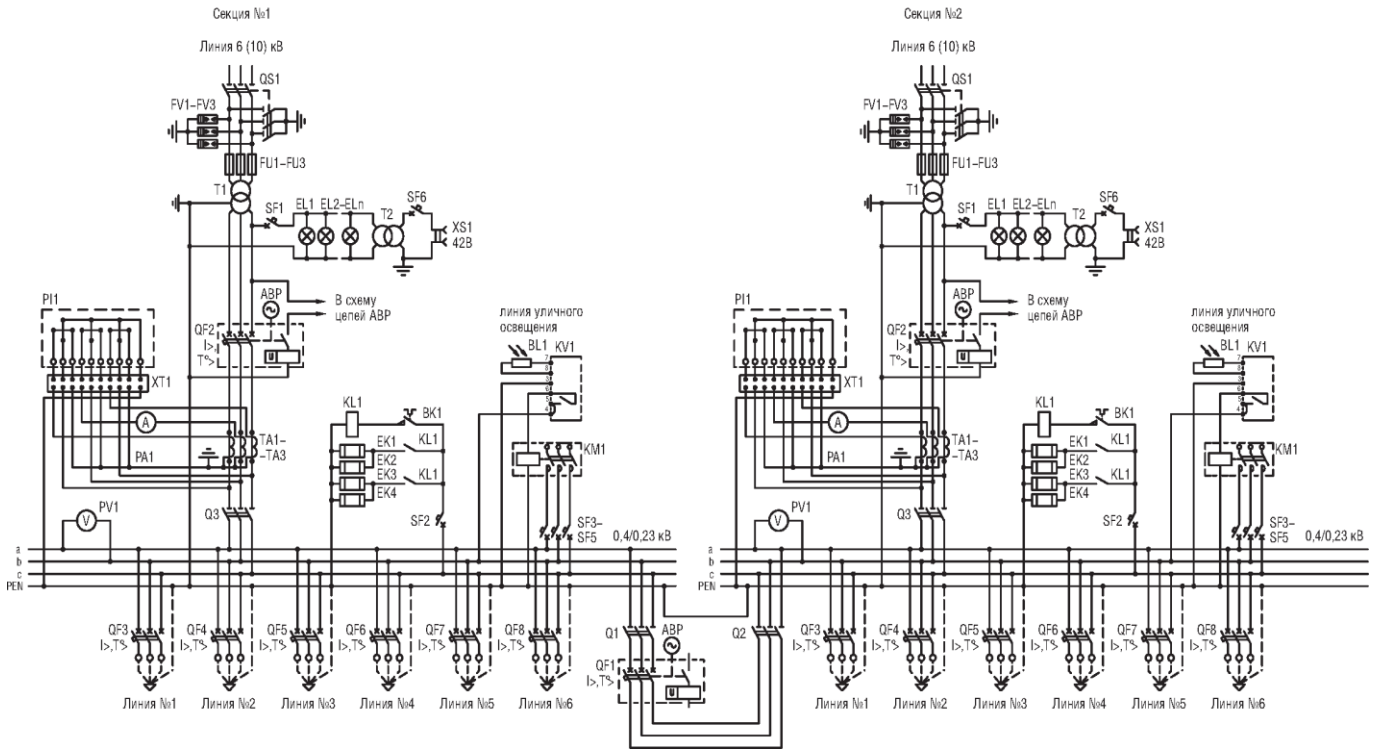 Секция №1
Линия 6 (10) кВ
QS1
FV1–FV3
FU1–FU3
T1
SF1
EL1
EL2–ELn
T2
SF6
XS1
42В
АВР
В схему
цепей АВР
PI1
QF2
I>,
T°>
U
XT1
линия уличного
освещения
BL1
KV1
7
8
A
KL1
BK1
EK1
KL1
EK2
EK3
KL1
EK4
TA1–
–TA3
PA1
KM1
PV1
V
Q3
SF2
SF3–
SF5
0,4/0,23 кВ
a
b
c
PEN
QF3
I>,T°>
QF4
I>,T°>
QF5
I>,T°>
QF6
I>,T°>
QF7
I>,T°>
QF8
I>,T°>
Линия №1
Линия №2
Линия №3
Линия №4
Линия №5
Линия №6
Q1
АВР
Q2
QF1
I>,T°>
U
Секция №2
Линия 6 (10) кВ
QS1
FV1–FV3
FU1–FU3
T1
SF1
EL1
EL2–ELn
T2
SF6
XS1
42В
АВР
В схему
цепей АВР
PI1
QF2
I>,
T°>
U
XT1
линия уличного
освещения
BL1
KV1
7
8
A
KL1
BK1
EK1
KL1
EK2
EK3
KL1
EK4
TA1–
–TA3
PA1
KM1
PV1
V
Q3
SF2
SF3–
SF5
0,4/0,23 кВ
a
b
c
PEN
QF3
I>,T°>
QF4
I>,T°>
QF5
I>,T°>
QF6
I>,T°>
QF7
I>,T°>
QF8
I>,T°>
Линия №1
Линия №2
Линия №3
Линия №4
Линия №5
Линия №6